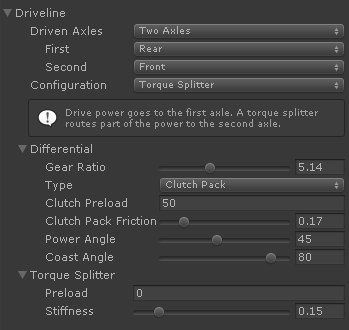 Driveline
Driven Axles Two Axles
First Rear
Second Front
Configuration Torque Splitter
Drive power goes to the first axle. A torque splitter
routes part of the power to the second axle.
Differential
Gear Ratio 5.14
Type Clutch Pack
Clutch Preload 50
Clutch Pack Friction 0.17
Power Angle 45
Coast Angle 80
Torque Splitter
Preload 0
Stiffness 0.15